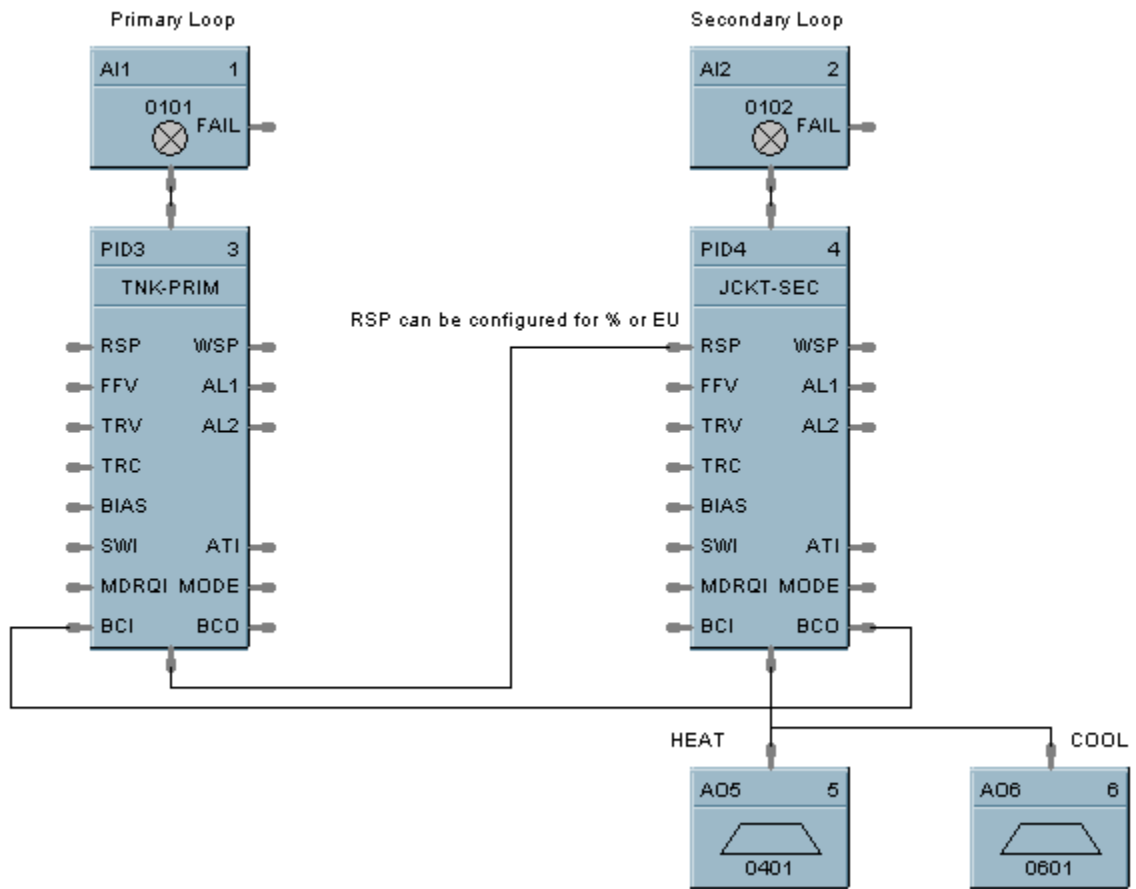 Primary Loop
Secondary Loop
AI1 1
0101
FAIL
AI2 2
0102
FAIL
PID3 3
TNK-PRIM
RSP WSP
FFV AL1
TRV AL2
TRC
BIAS
SWI ATI
MDRQI MODE
BCI BCO
RSP can be configured for % or EU
PID4 4
JCKT-SEC
RSP WSP
FFV AL1
TRV AL2
TRC
BIAS
SWI ATI
MDRQI MODE
BCI BCO
HEAT
COOL
AO5 5
0401
AO6 6
0601